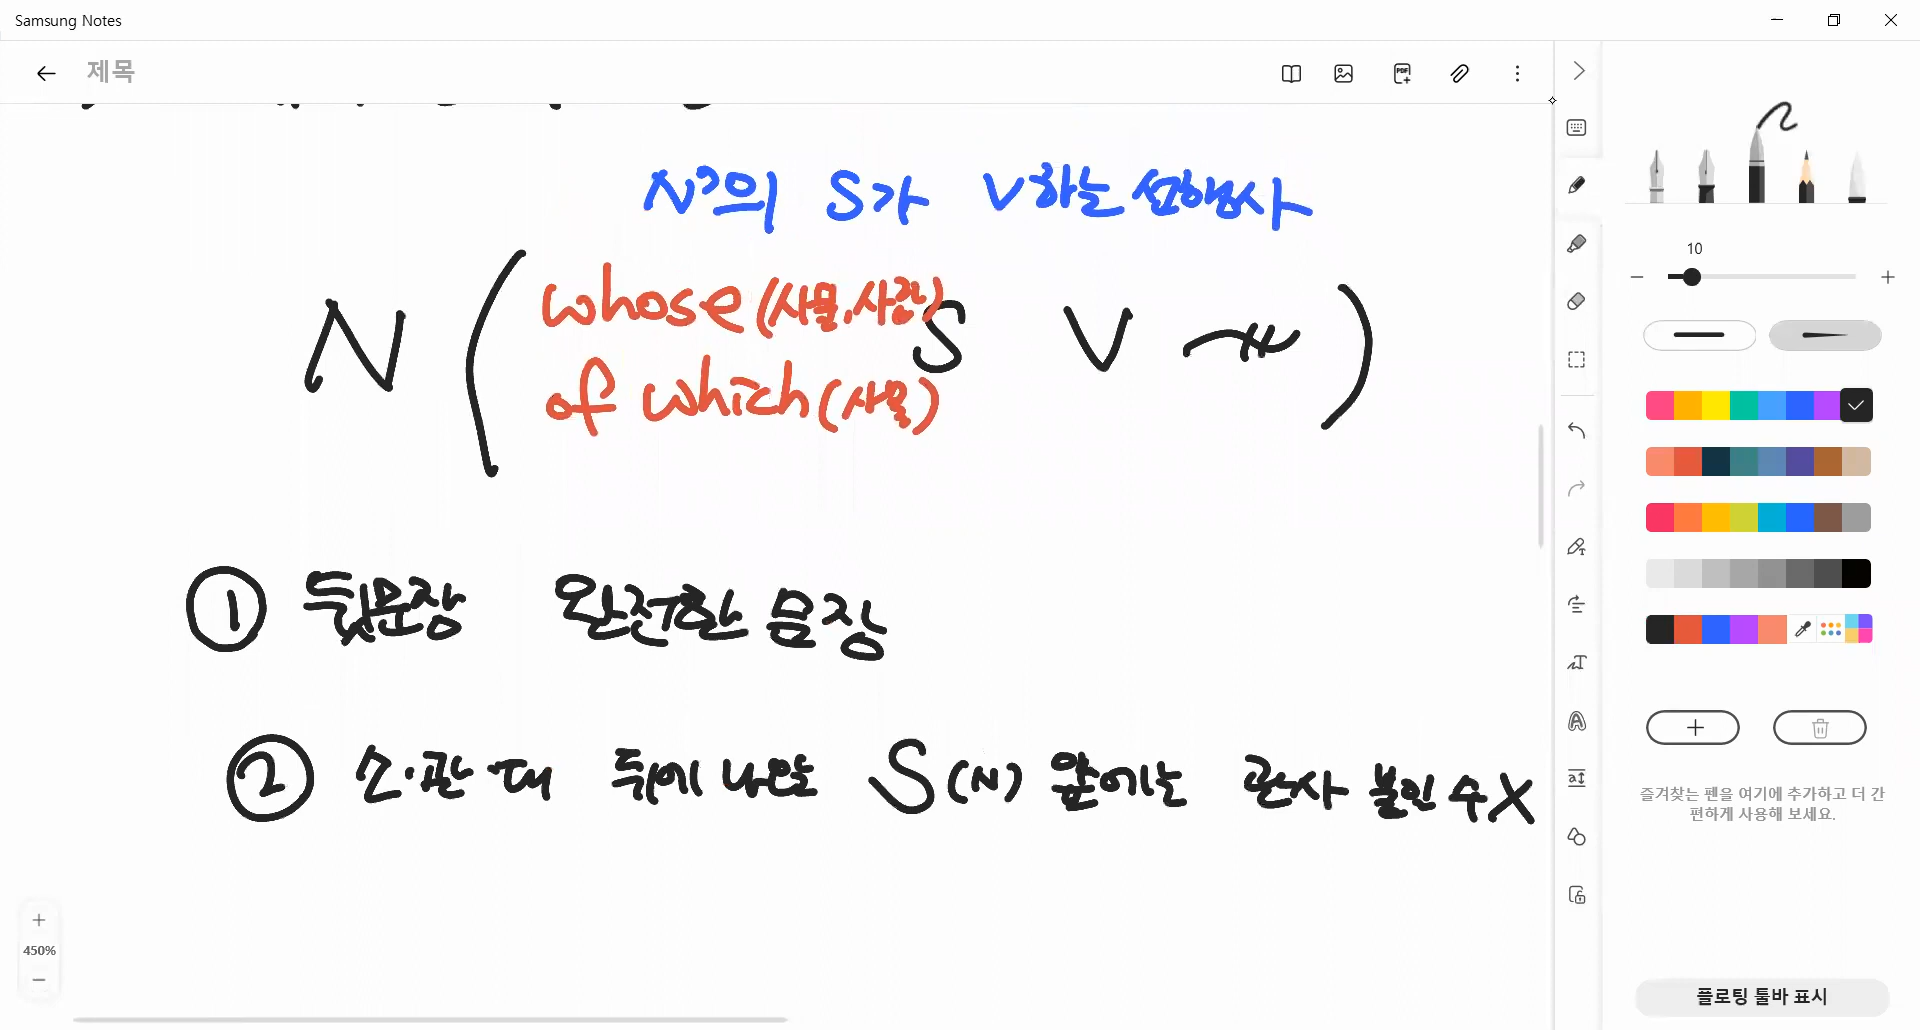 Samsung Notes
제목
N'의 S가 V하는 선행사
N ( whose (사물, 사람) S V ~ )
of which (사물)
① 뒷문장 완전한 문장
② 소·관·대 뒤에 나오는 S (N) 앞에는 관사 붙일 수 X
10
즐겨찾는 펜을 여기에 추가하고 더 간
편하게 사용해 보세요.
450%
플로팅 툴바 표시